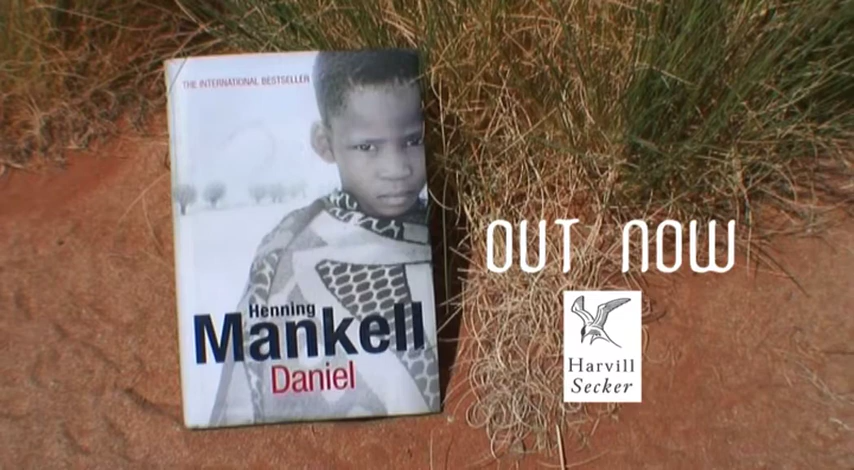 THE INTERNATIONAL BESTSELLER
Henning
Mankell
Daniel
OUT NOW
Harvill
Secker